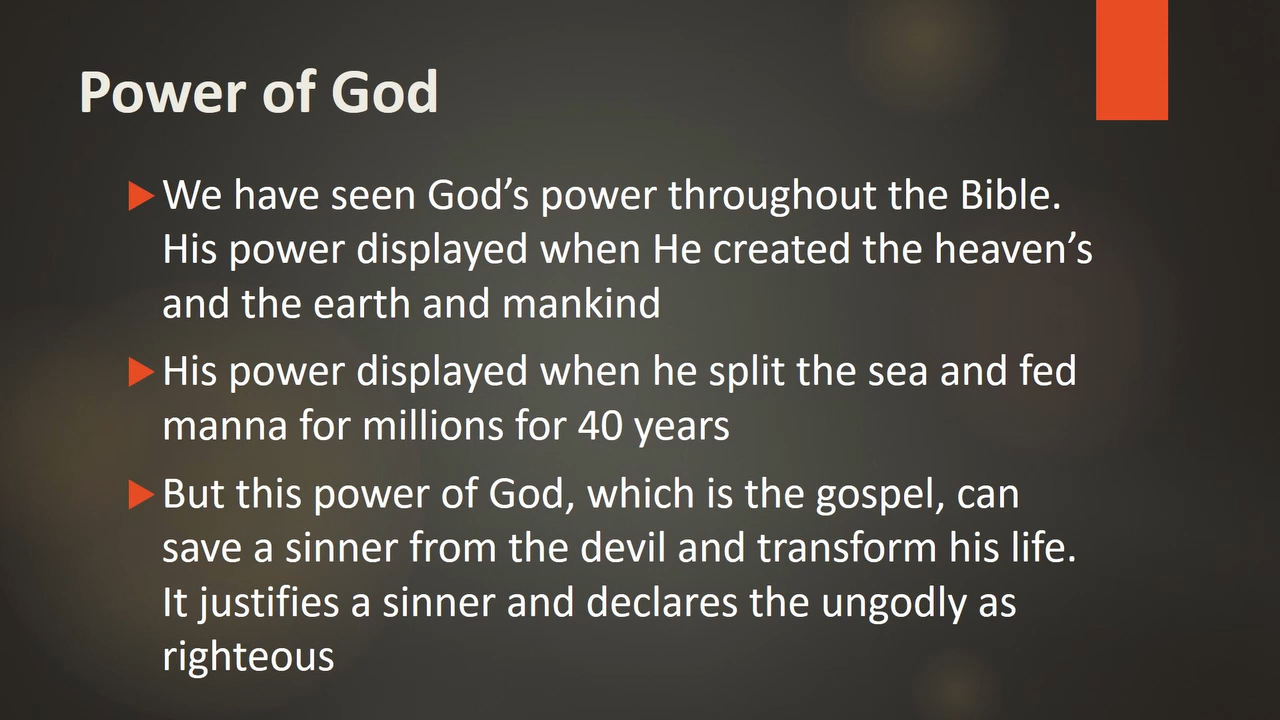 Power of God
We have seen God’s power throughout the Bible.
His power displayed when He created the heaven’s
and the earth and mankind
His power displayed when he split the sea and fed
manna for millions for 40 years
But this power of God, which is the gospel, can
save a sinner from the devil and transform his life.
It justifies a sinner and declares the ungodly as
righteous